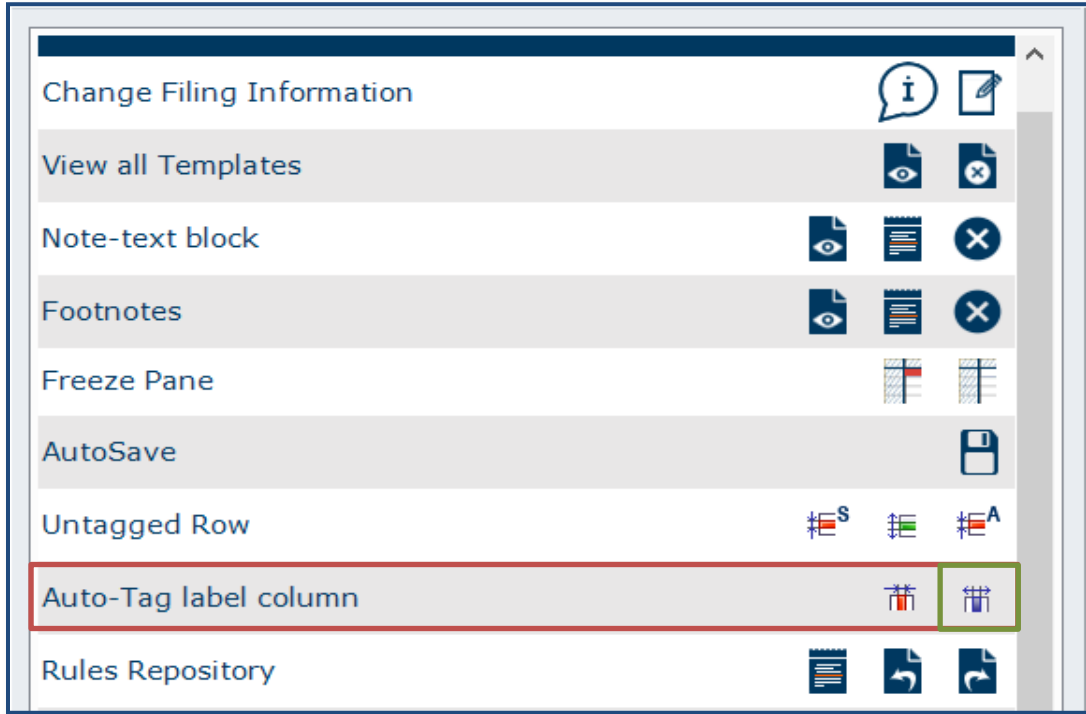 Change Filing Information
View all Templates
Note-text block
Footnotes
Freeze Pane
AutoSave
Untagged Row S A
Auto-Tag label column
Rules Repository